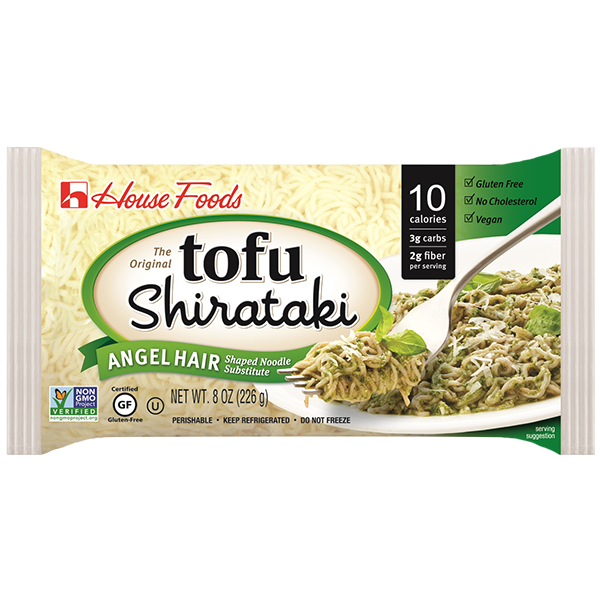 House Foods
The
Original
tofu
Shirataki
ANGEL HAIR
Shaped Noodle
Substitute
10
calories
3g carbs
2g fiber
per serving
Gluten Free
No Cholesterol
Vegan
NON
GMO
Project
VERIFIED
nongmoproject.org
Certified
GF
Gluten-Free
U
NET WT. 8 OZ (226 g)
PERISHABLE • KEEP REFRIGERATED • DO NOT FREEZE
serving
suggestion